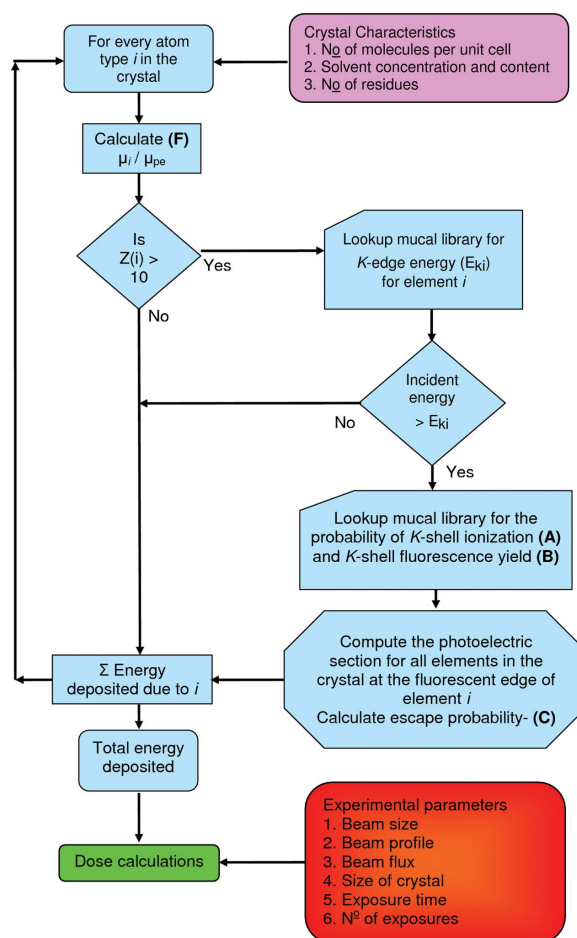 For every atom
type i in the
crystal
Crystal Characteristics
1. No of molecules per unit cell
2. Solvent concentration and content
3. No of residues
Calculate (F)
μi / μpe
Is
Z(i) >
10
Yes
No
Lookup mucal library for
K-edge energy (Eki)
for element i
Incident
energy
> Eki
No
Yes
Lookup mucal library for the
probability of K-shell ionization (A)
and K-shell fluorescence yield (B)
Compute the photoelectric
section for all elements in the
crystal at the fluorescent edge of
element i
Calculate escape probability- (C)
Σ Energy
deposited due to i
Total energy
deposited
Dose calculations
Experimental parameters
1. Beam size
2. Beam profile
3. Beam flux
4. Size of crystal
5. Exposure time
6. Nº of exposures